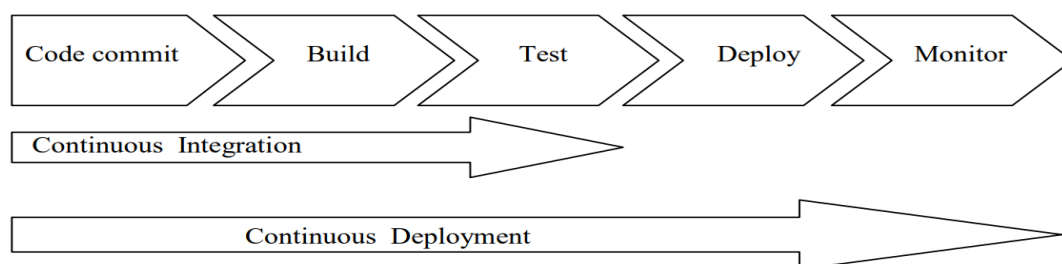 Code commit Build Test Deploy Monitor
Continuous Integration
Continuous Deployment